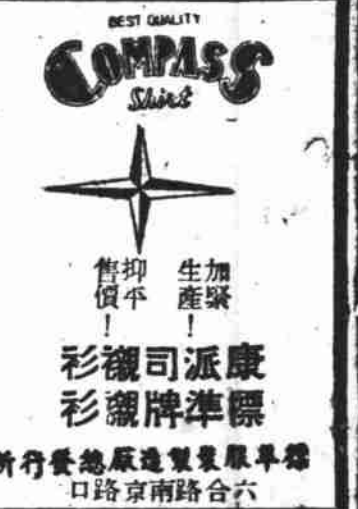 BEST QUALITY
COMPASS
Shirt
加緊
生產！
抑平
售價！
康派司襯衫
標準牌襯衫
標準服裝製造廠總發行所
六合路南京路口